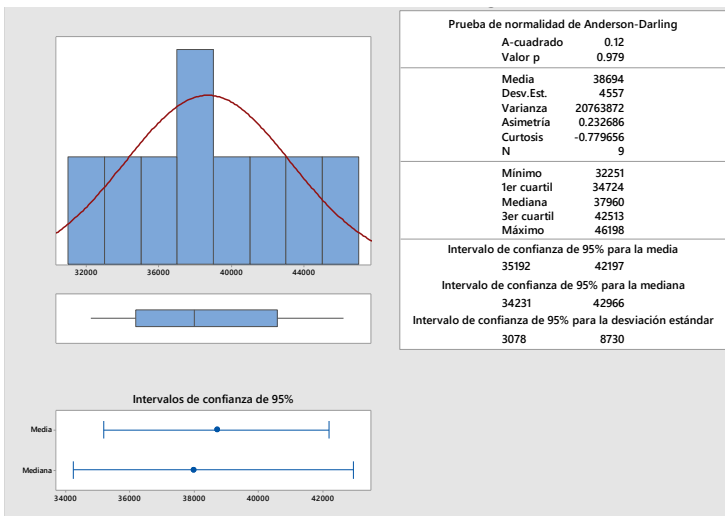 32000 36000 40000 44000
Intervalos de confianza de 95%
Media
Mediana
34000 36000 38000 40000 42000
Prueba de normalidad de Anderson-Darling
A-cuadrado 0.12
Valor p 0.979
Media 38694
Desv.Est. 4557
Varianza 20763872
Asimetría 0.232686
Curtosis -0.779656
N 9
Mínimo 32251
1er cuartil 34724
Mediana 37960
3er cuartil 42513
Máximo 46198
Intervalo de confianza de 95% para la media
35192 42197
Intervalo de confianza de 95% para la mediana
34231 42966
Intervalo de confianza de 95% para la desviación estándar
3078 8730